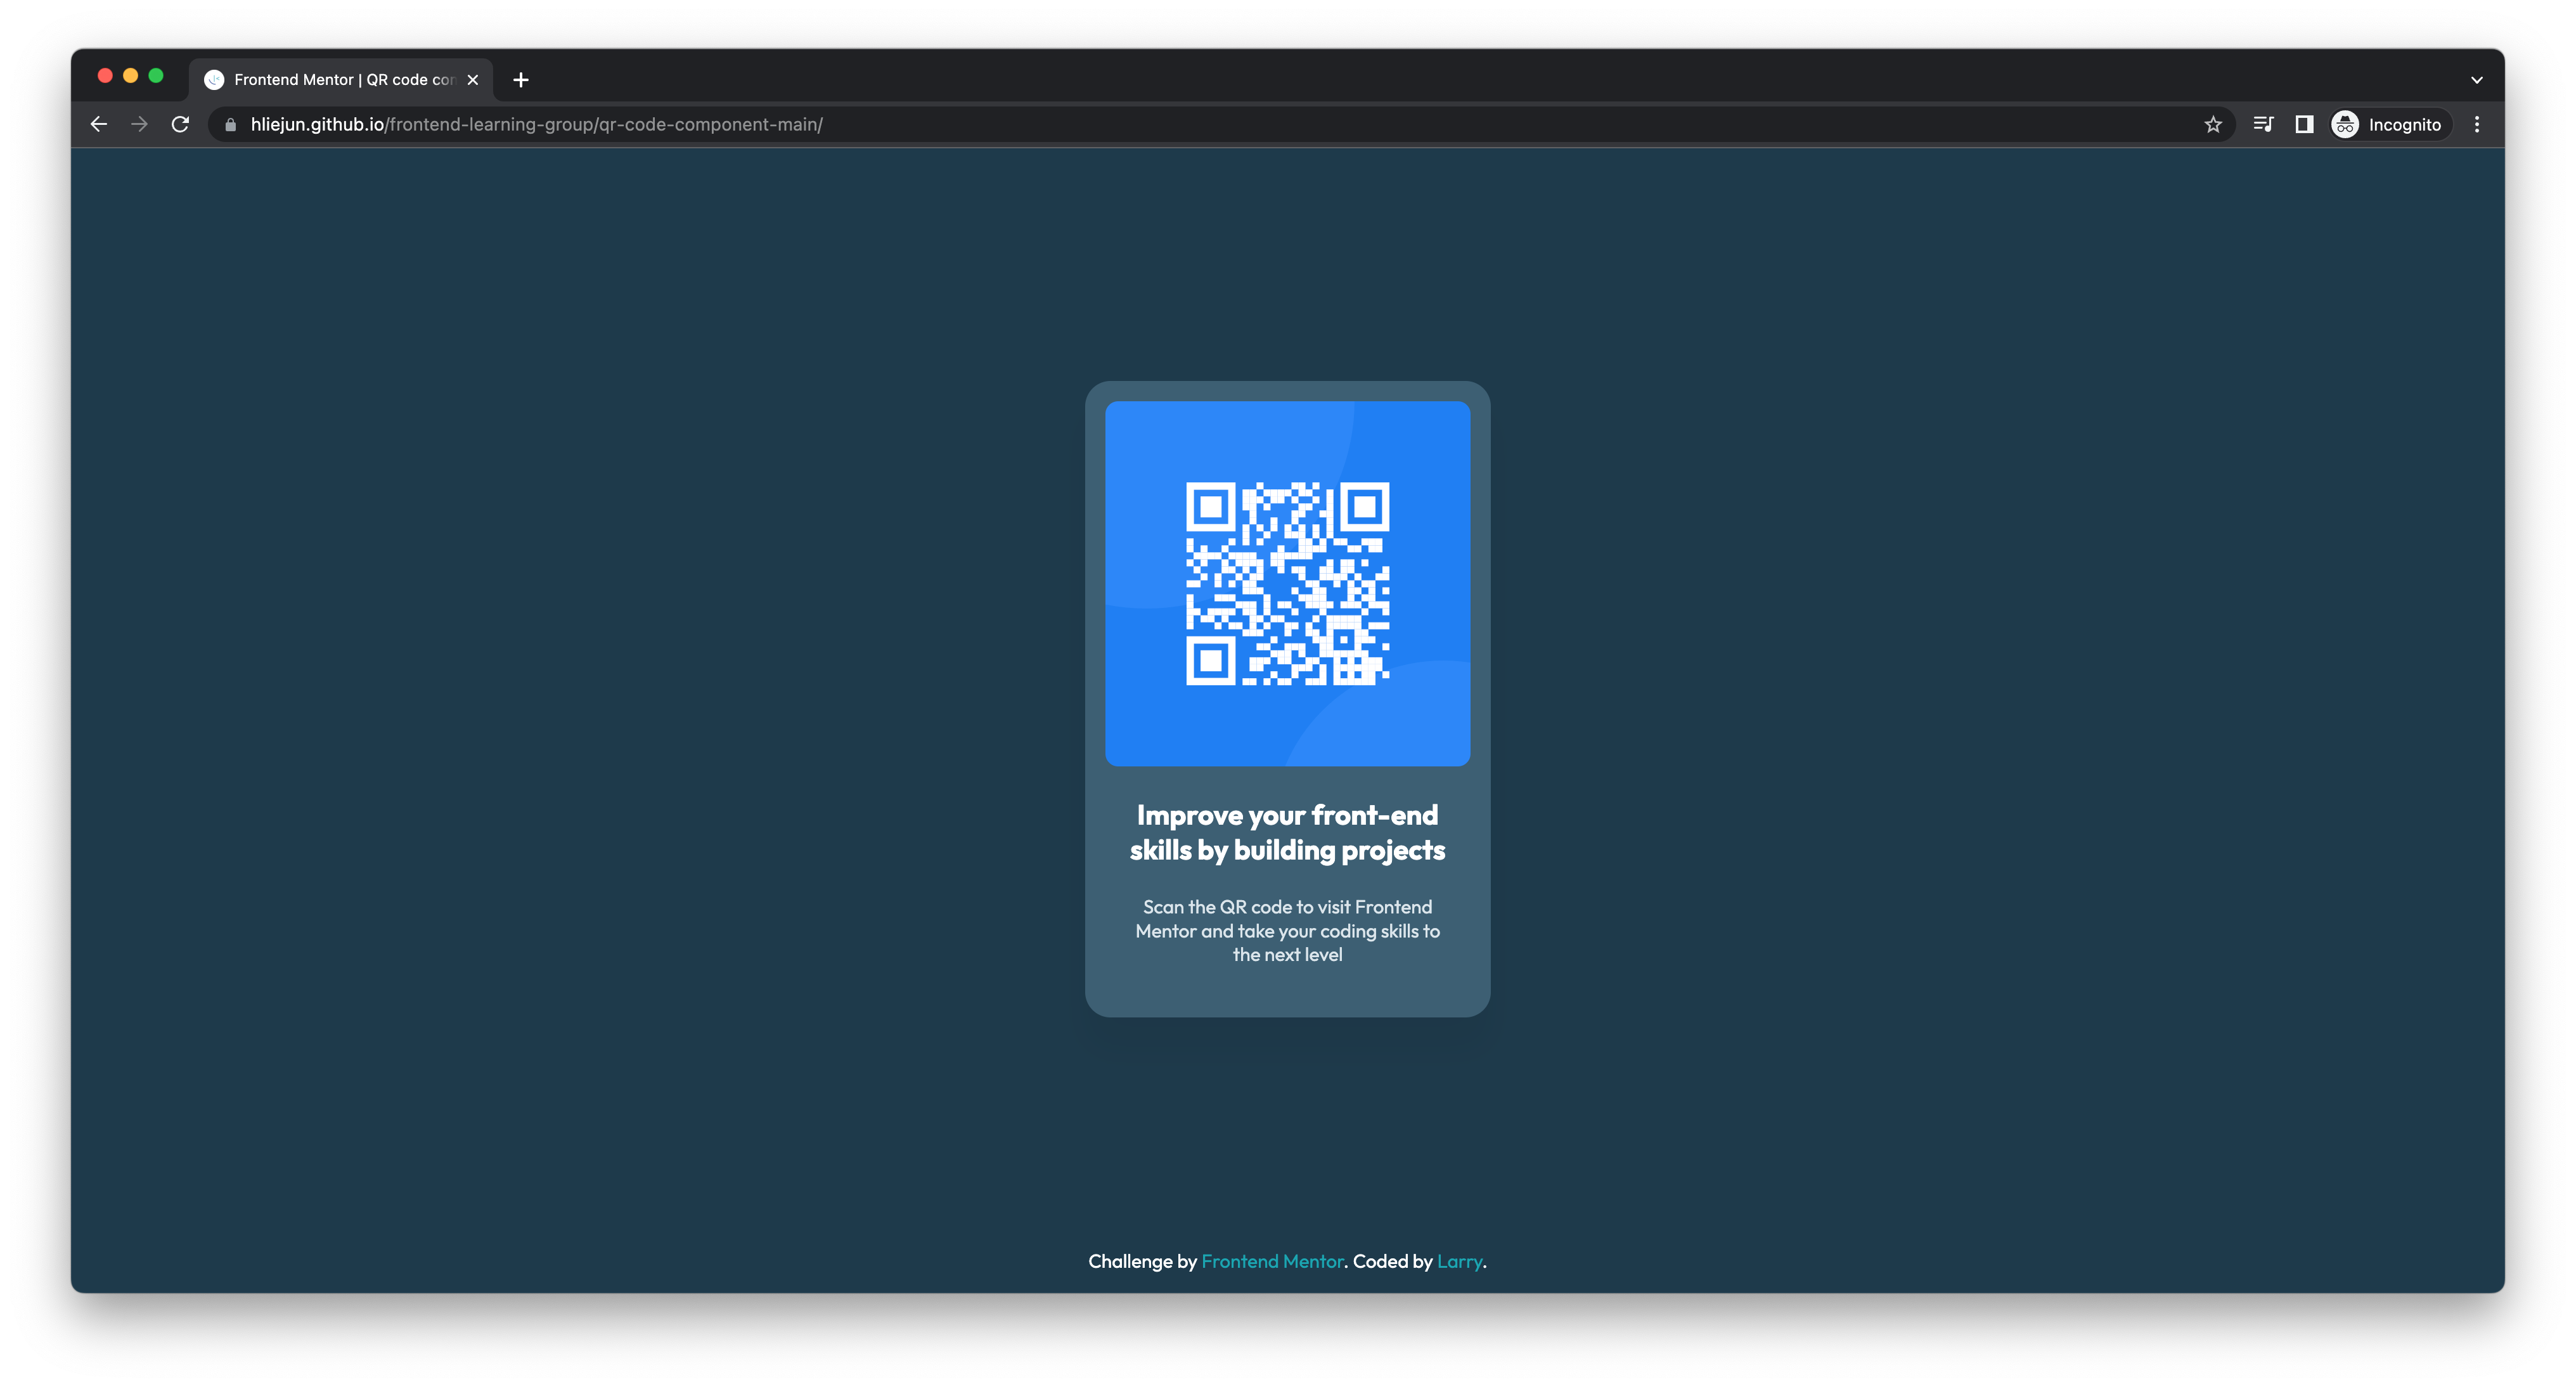 Frontend Mentor | QR code con
hliejun.github.io/frontend-learning-group/qr-code-component-main/
Incognito
Improve your front-end
skills by building projects
Scan the QR code to visit Frontend
Mentor and take your coding skills to
the next level
Challenge by Frontend Mentor. Coded by Larry.